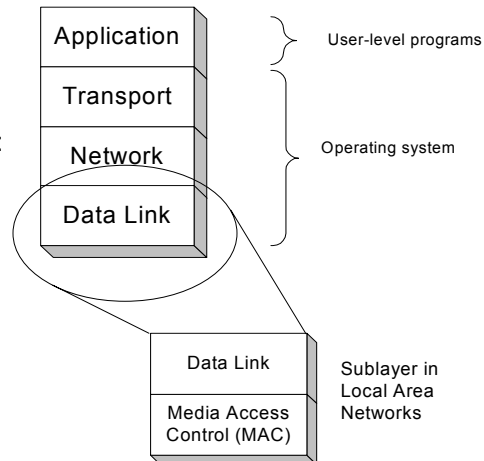 Application
User-level programs
Transport
Network
Operating system
Data Link
Data Link
Media Access
Control (MAC)
Sublayer in
Local Area
Networks